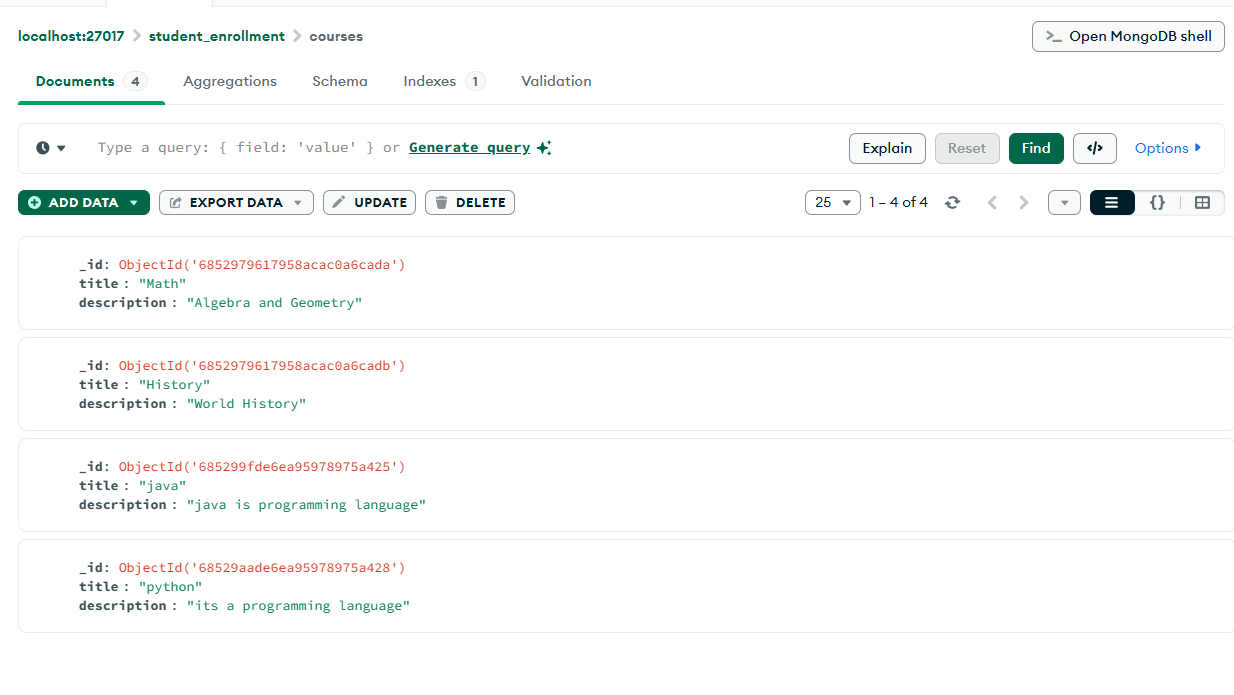 localhost:27017 > student_enrollment > courses
>_ Open MongoDB shell
Documents 4 Aggregations Schema Indexes 1 Validation
Type a query: { field: 'value' } or Generate query
Explain Reset Find </> Options
ADD DATA EXPORT DATA UPDATE DELETE
25 1 – 4 of 4 {}
_id: ObjectId('6852979617958acac0a6cada')
title : "Math"
description : "Algebra and Geometry"
_id: ObjectId('6852979617958acac0a6cadb')
title : "History"
description : "World History"
_id: ObjectId('685299fde6ea95978975a425')
title : "java"
description : "java is programming language"
_id: ObjectId('68529aade6ea95978975a428')
title : "python"
description : "its a programming language"